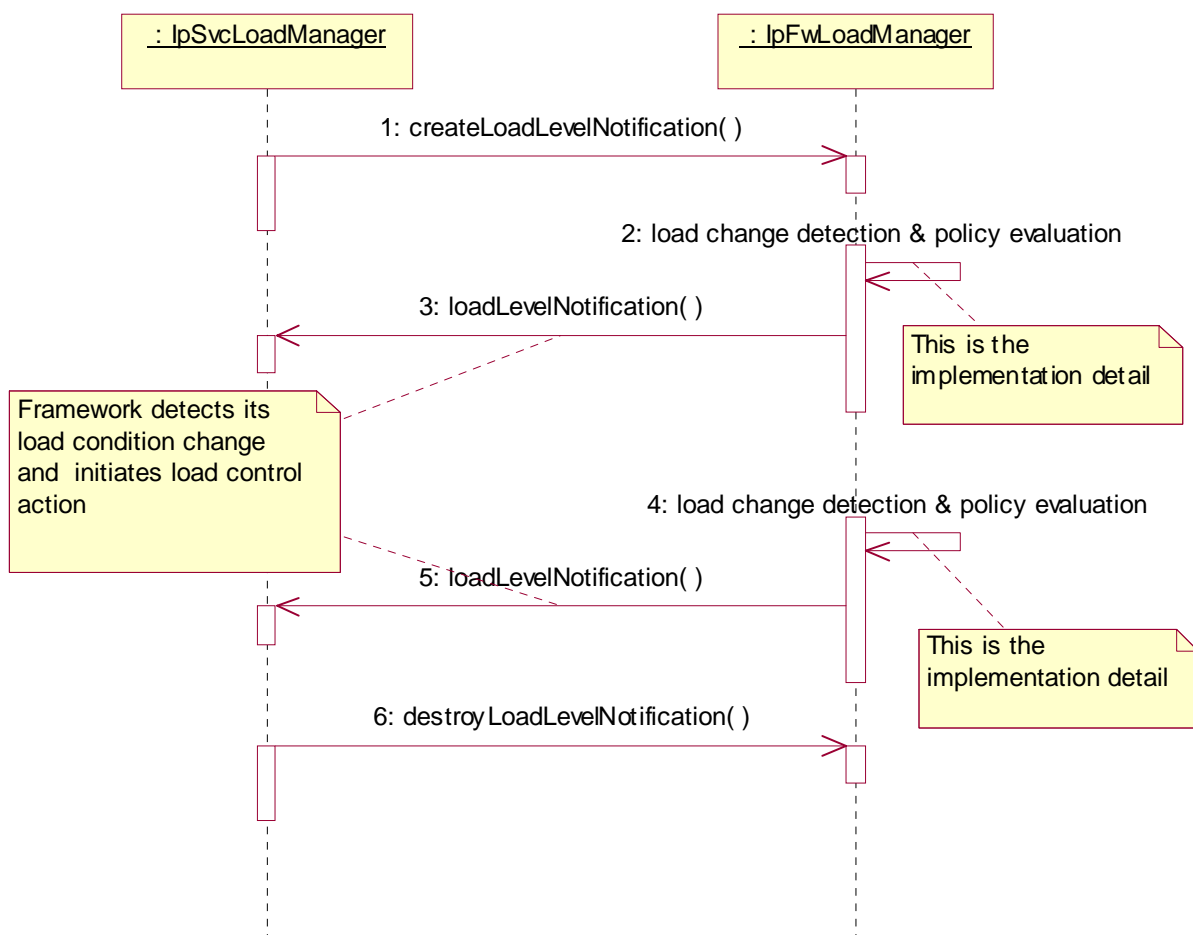 : IpSvcLoadManager
: IpFwLoadManager
1: createLoadLevelNotification( )
2: load change detection & policy evaluation
3: loadLevelNotification( )
This is the
implementation detail
Framework detects its
load condition change
and initiates load control
action
4: load change detection & policy evaluation
5: loadLevelNotification( )
This is the
implementation detail
6: destroyLoadLevelNotification( )